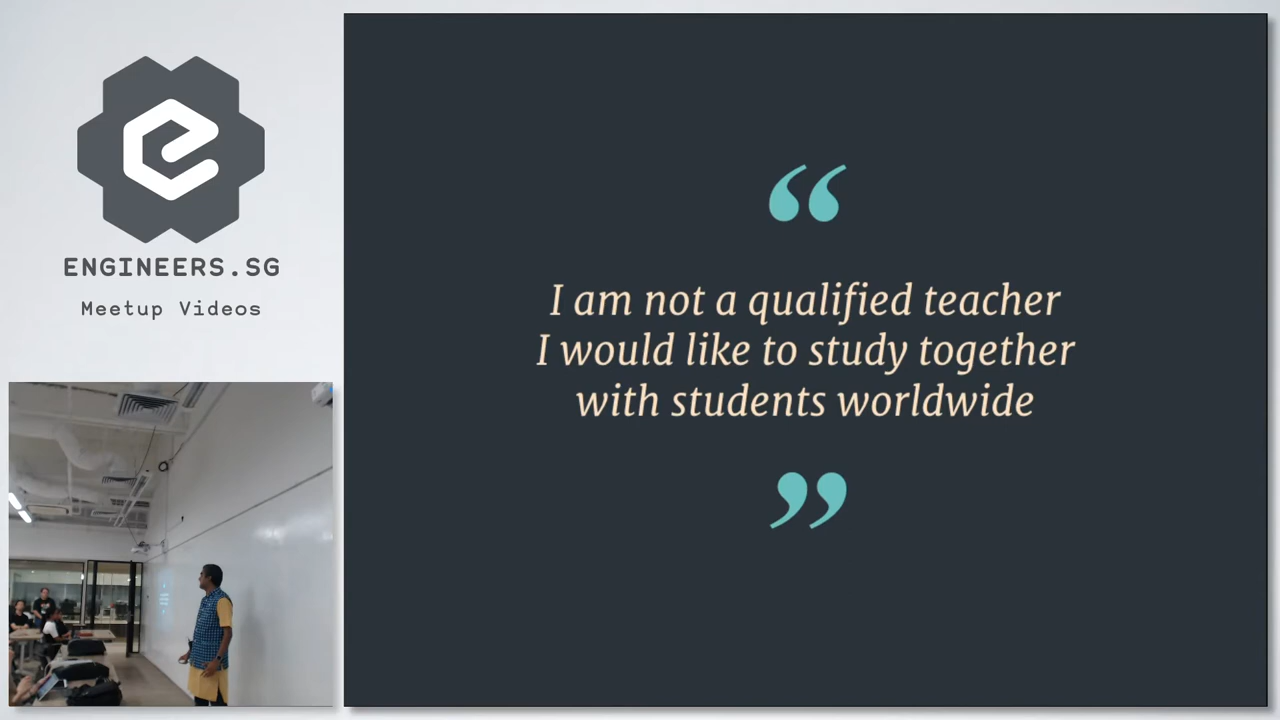 ENGINEERS.SG
Meetup Videos
“
I am not a qualified teacher
I would like to study together
with students worldwide
”